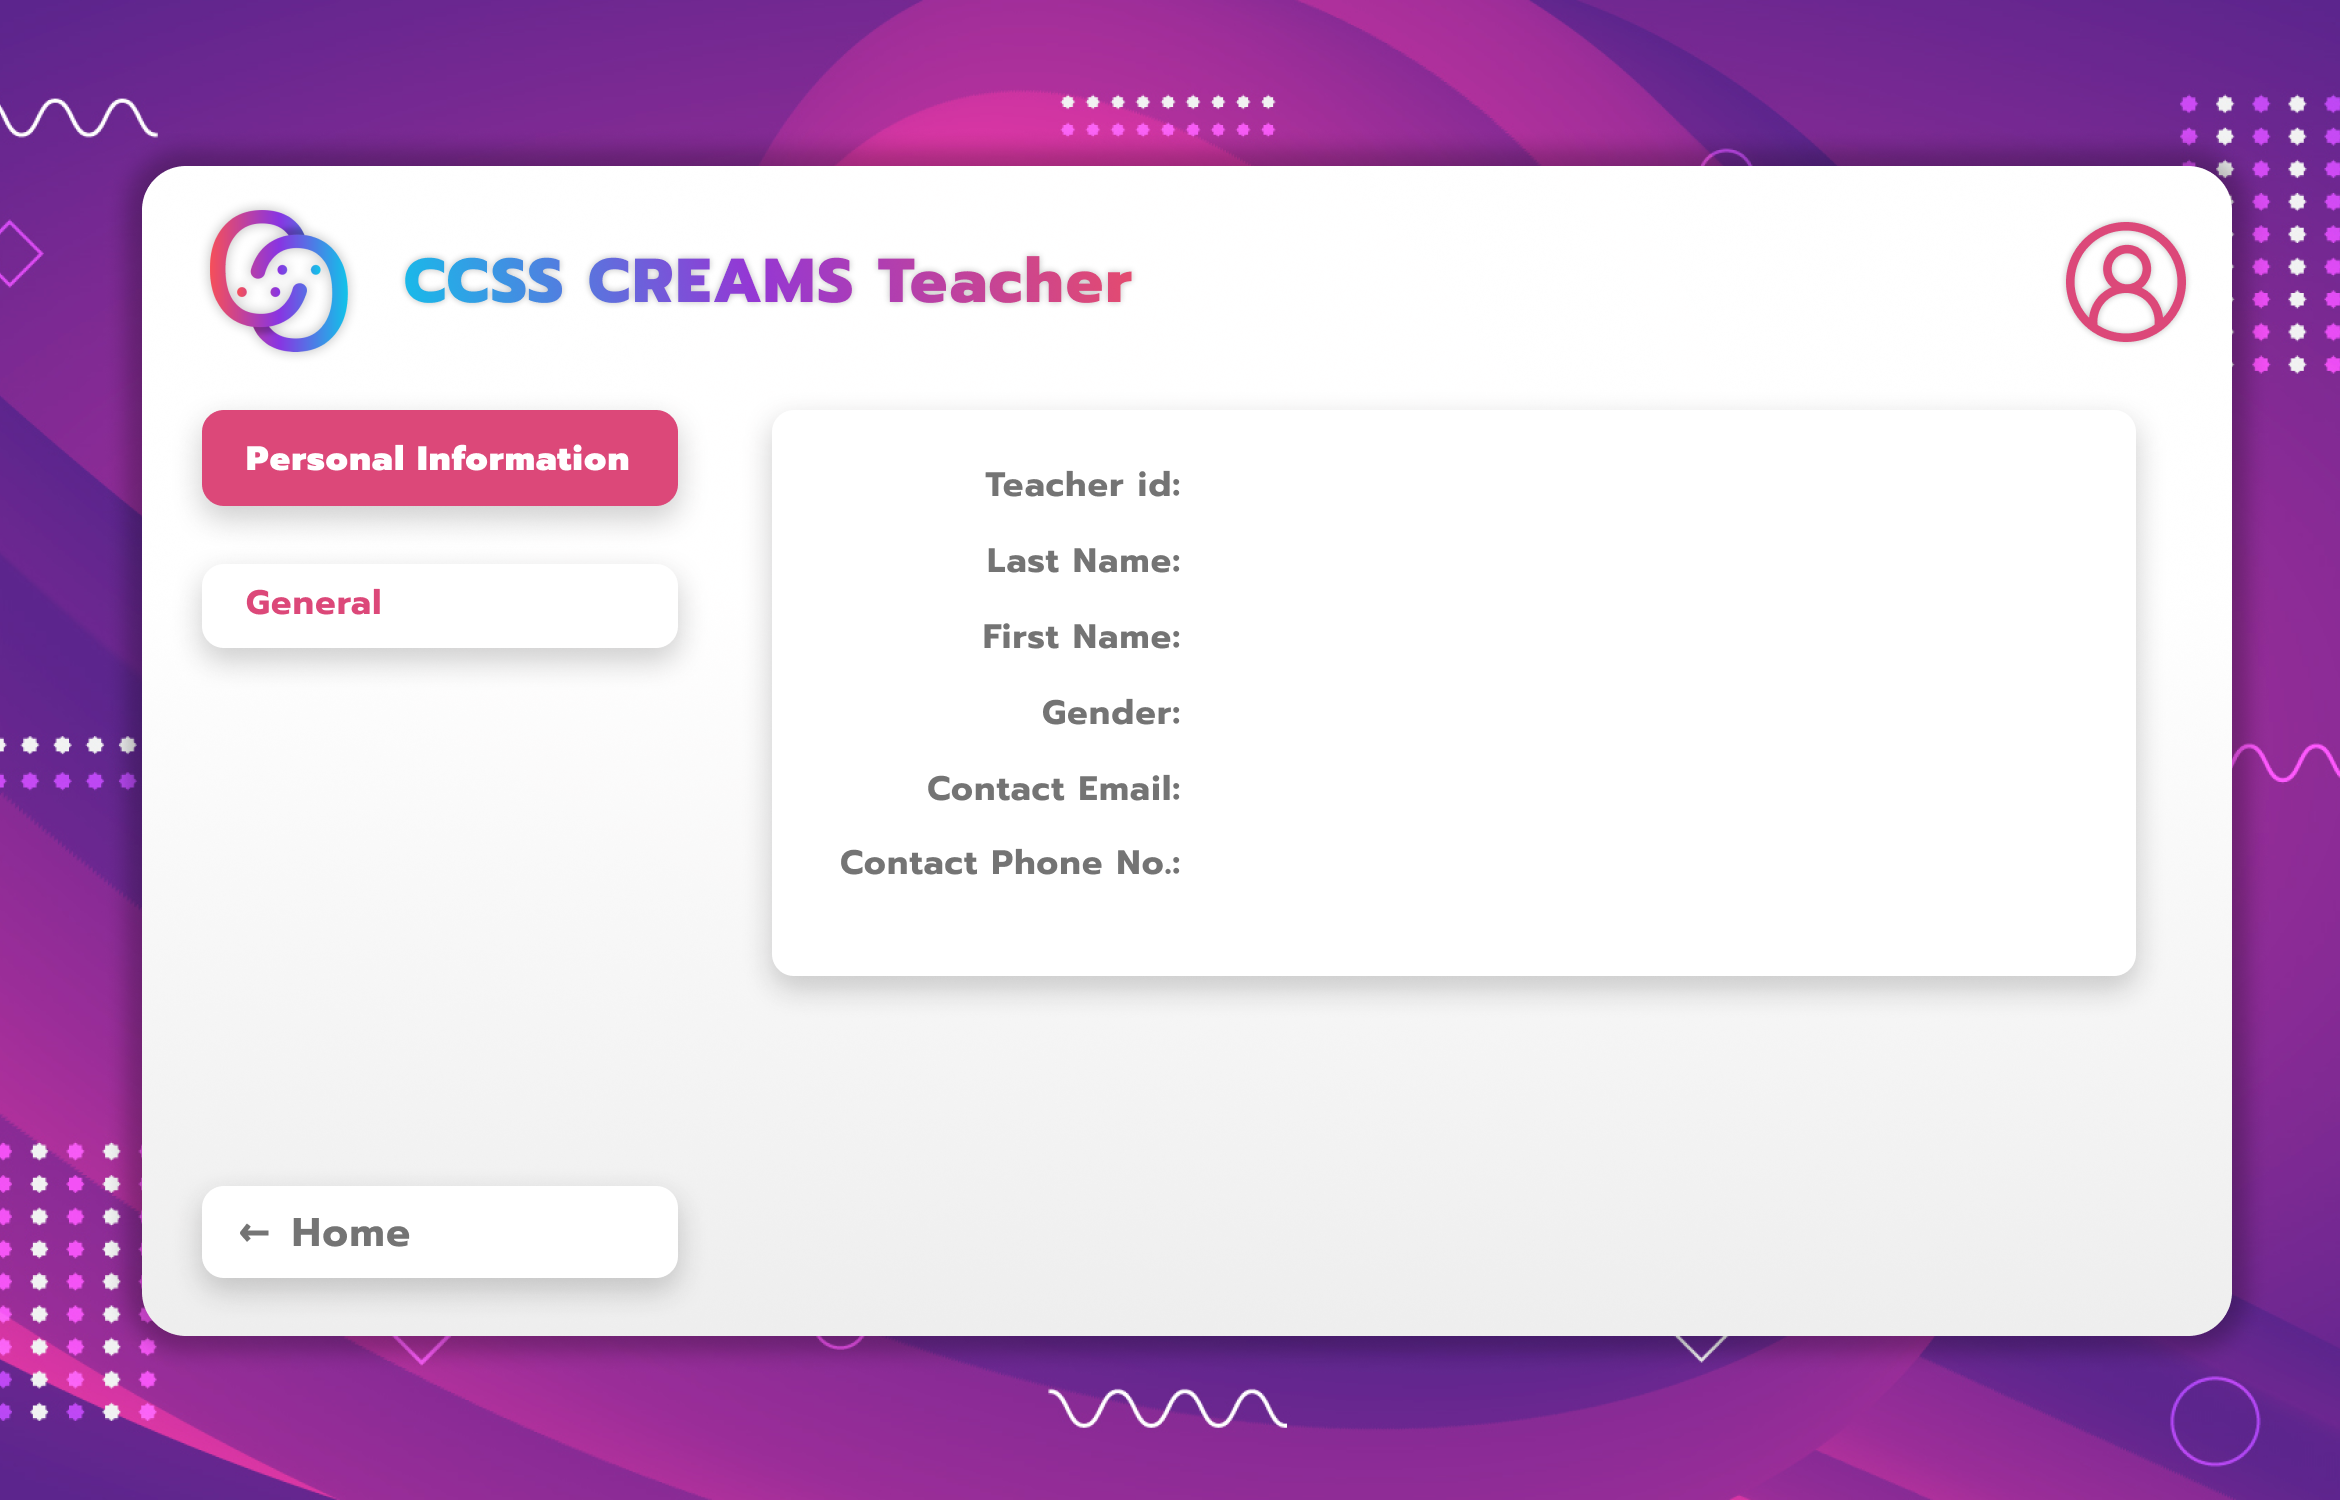 CCSS CREAMS Teacher
Personal Information
General
Teacher id:
Last Name:
First Name:
Gender:
Contact Email:
Contact Phone No.:
← Home